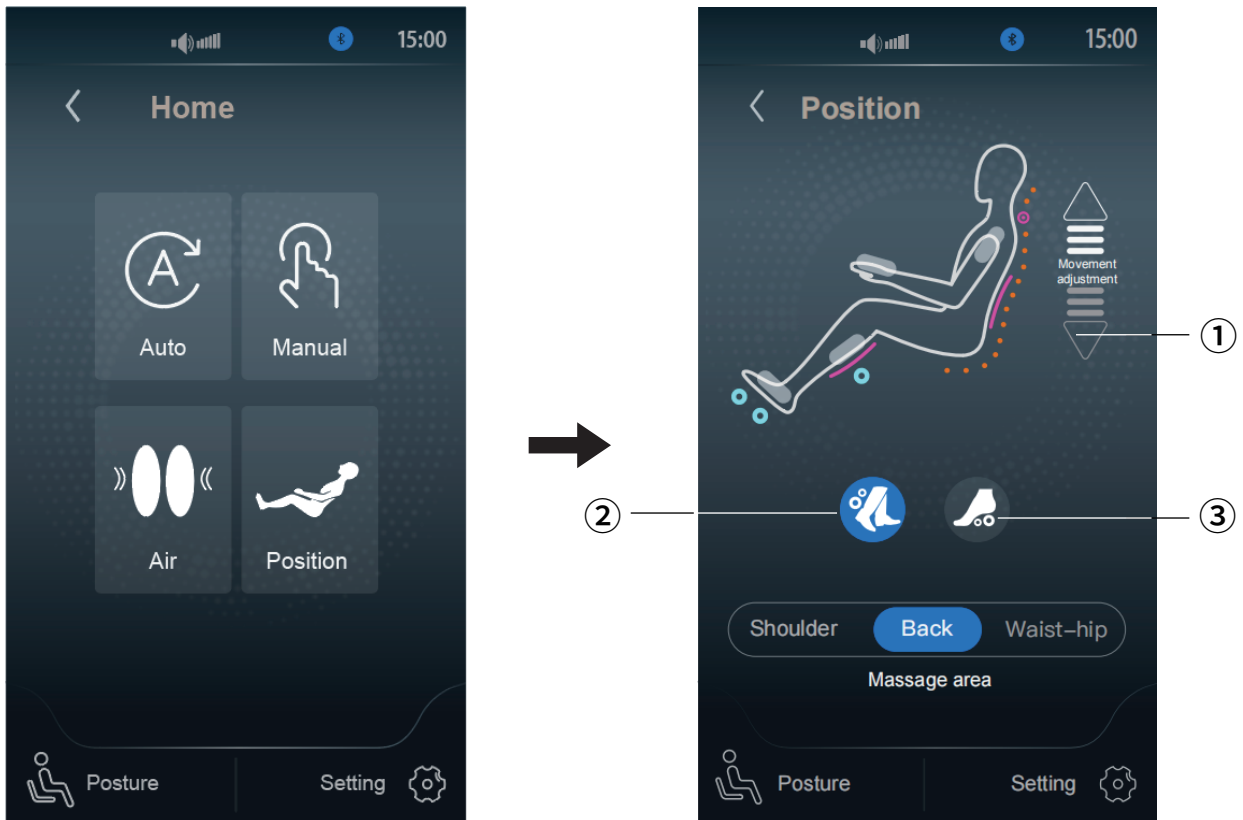 15:00
Home
A
Auto
Manual
Air
Position
Posture
Setting
15:00
Position
Movement
adjustment
①
②
③
Shoulder
Back
Waist-hip
Massage area
Posture
Setting